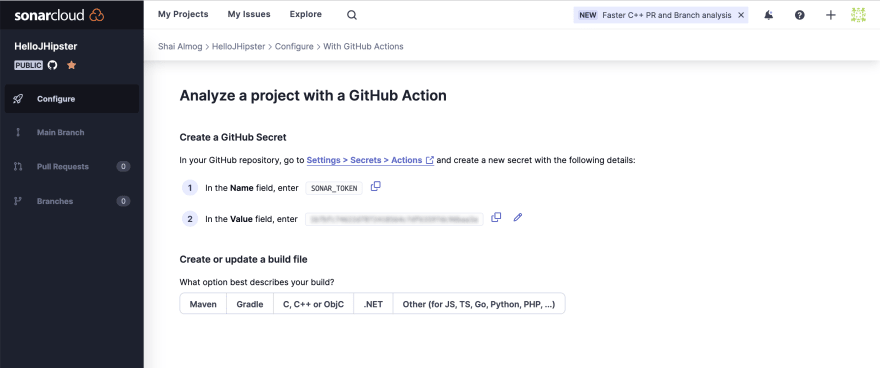 sonarcloud
My Projects My Issues Explore
NEW Faster C++ PR and Branch analysis
HelloJHipster
PUBLIC
Configure
Main Branch
Pull Requests 0
Branches 0
Shai Almog > HelloJHipster > Configure > With GitHub Actions
Analyze a project with a GitHub Action
Create a GitHub Secret
In your GitHub repository, go to Settings > Secrets > Actions and create a new secret with the following details:
1 In the Name field, enter SONAR_TOKEN
2 In the Value field, enter
Create or update a build file
What option best describes your build?
Maven Gradle C, C++ or ObjC .NET Other (for JS, TS, Go, Python, PHP, ...)